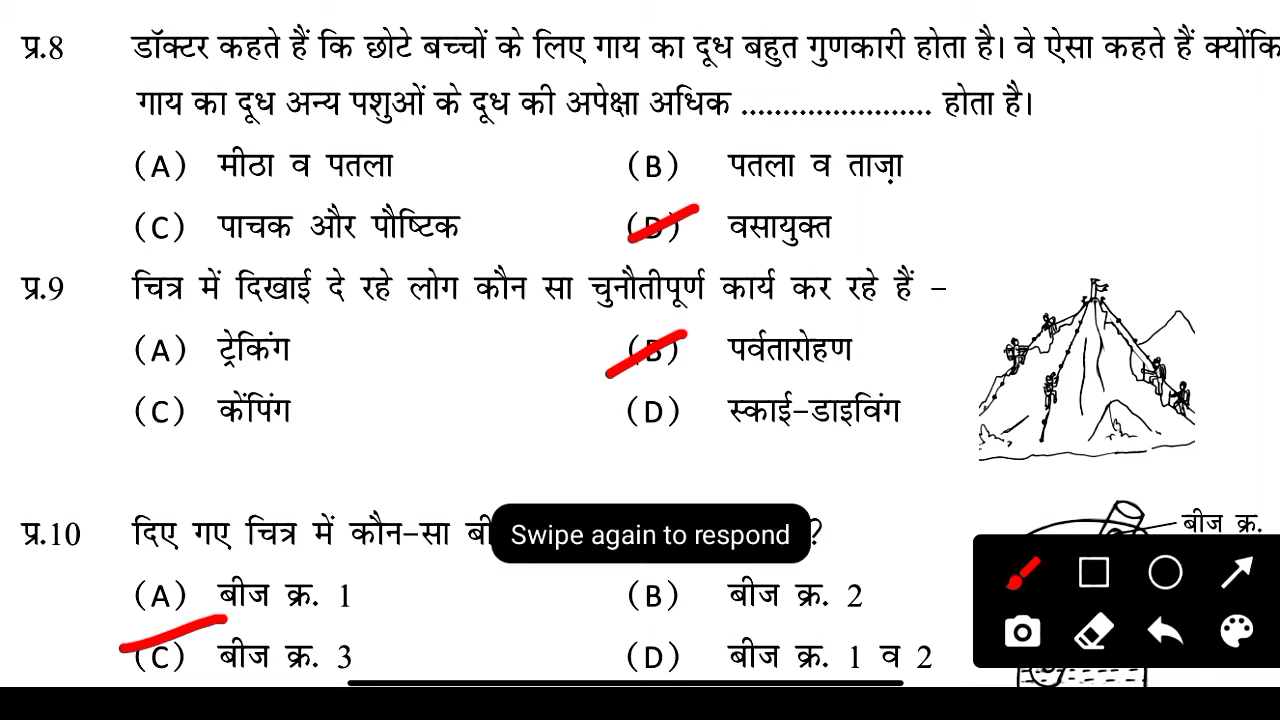 प्र.8 डॉक्टर कहते हैं कि छोटे बच्चों के लिए गाय का दूध बहुत गुणकारी होता है। वे ऐसा कहते हैं क्योंकि
गाय का दूध अन्य पशुओं के दूध की अपेक्षा अधिक ....................... होता है।
(A) मीठा व पतला (B) पतला व ताज़ा
(C) पाचक और पौष्टिक (D) वसायुक्त
प्र.9 चित्र में दिखाई दे रहे लोग कौन सा चुनौतीपूर्ण कार्य कर रहे हैं –
(A) ट्रेकिंग (B) पर्वतारोहण
(C) केंपिंग (D) स्काई-डाइविंग
प्र.10 दिए गए चित्र में कौन-सा ?
Swipe again to respond
बीज क्र.
(A) बीज क्र. 1 (B) बीज क्र. 2
(C) बीज क्र. 3 (D) बीज क्र. 1 व 2